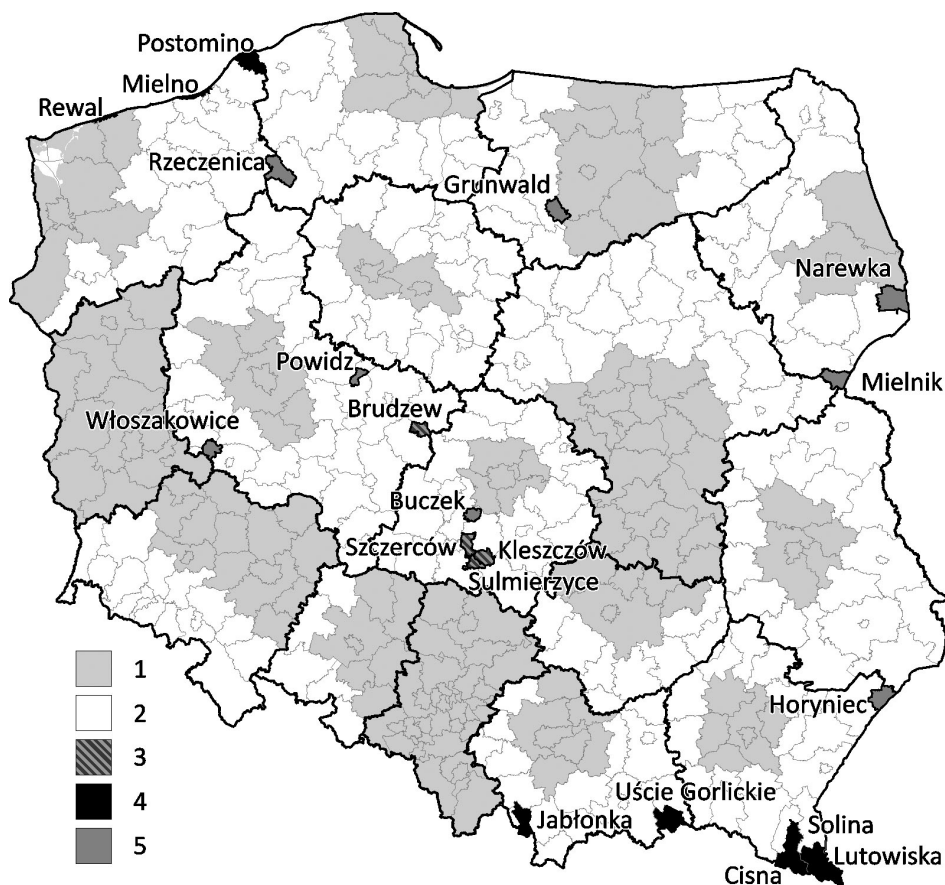 Postomino
Mielno
Rewal
Rzeczenica
Grunwald
Narewka
Powidz
Mielnik
Brudzew
Włoszakowice
Buczek
Szczerców
Kleszczów
Sulmierzyce
1
2
3
4
5
Horyniec
Uście Gorlickie
Jabłonka
Solina
Lutowiska
Cisna